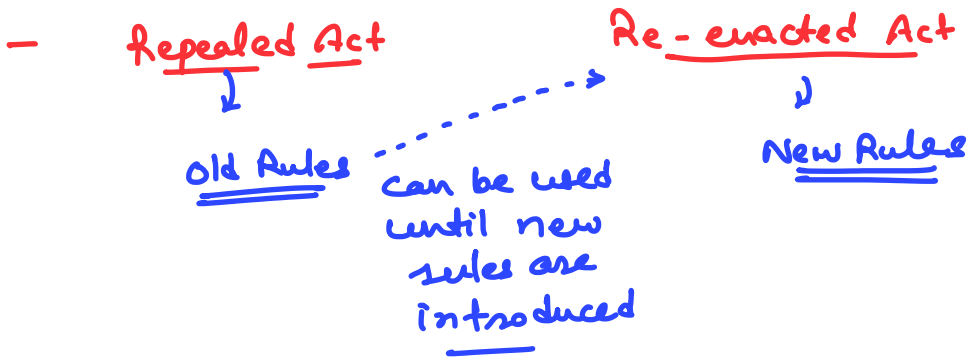 - Repealed Act
Re-enacted Act
Old Rules
New Rules
can be used
until new
rules are
introduced